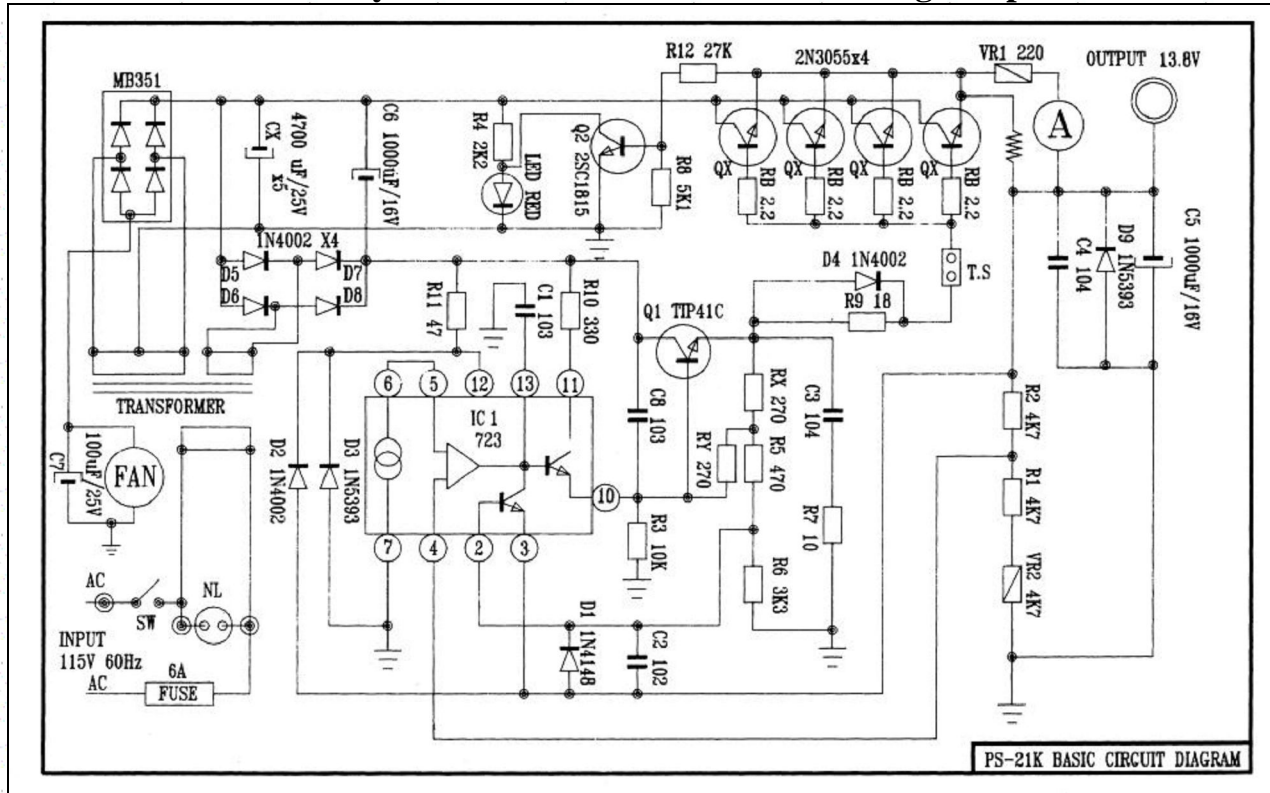 R12 27K
2N3055x4
VR1 220
OUTPUT 13.8V
MB351
CX
4700 uF/25V
x5
C6 1000uF/16V
R4 2K2
LED RED
Q2 2SC1815
R8 5K1
QX
QX
QX
QX
RB
2.2
RB
2.2
RB
2.2
RB
2.2
A
1N4002 X4
D5
D7
D6
D8
R11 47
C1 103
R10 330
D4 1N4002
R9 18
T.S
C4 104
D9 1N5393
C5 1000uF/16V
Q1 TIP41C
6
5
12
13
11
TRANSFORMER
IC 1
723
C8 103
RX 270
C3 104
RY 270
R5 470
R2 4K7
R1 4K7
VR2 4K7
C7
100uF/25V
FAN
D2 1N4002
D3 1N5393
10
R3 10K
R7 10
R6 3K3
7
4
2
3
AC
SW
NL
INPUT
115V 60Hz
AC
6A
FUSE
D1 1N4148
C2 102
PS-21K BASIC CIRCUIT DIAGRAM